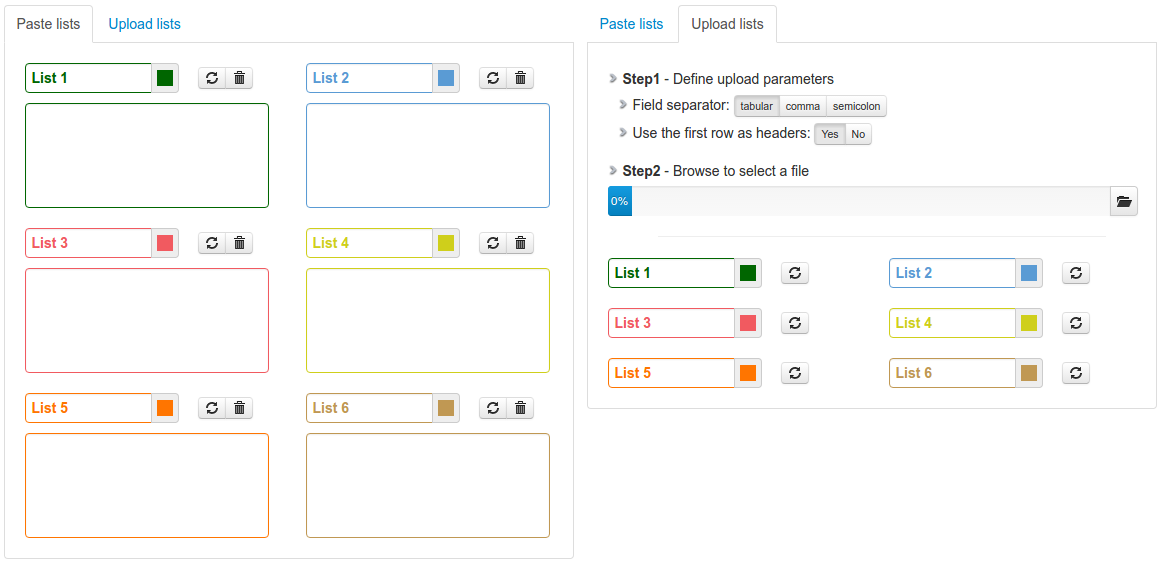 Paste lists Upload lists
List 1 List 2
List 3 List 4
List 5 List 6
Paste lists Upload lists
Step1 - Define upload parameters
Field separator: tabular comma semicolon
Use the first row as headers: Yes No
Step2 - Browse to select a file
0%
List 1 List 2
List 3 List 4
List 5 List 6